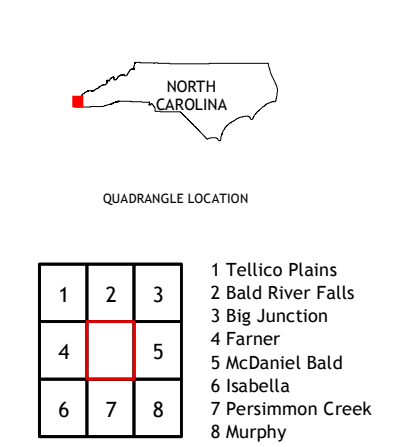 NORTH
CAROLINA
QUADRANGLE LOCATION
1 2 3
4 5
6 7 8
1 Tellico Plains
2 Bald River Falls
3 Big Junction
4 Farner
5 McDaniel Bald
6 Isabella
7 Persimmon Creek
8 Murphy